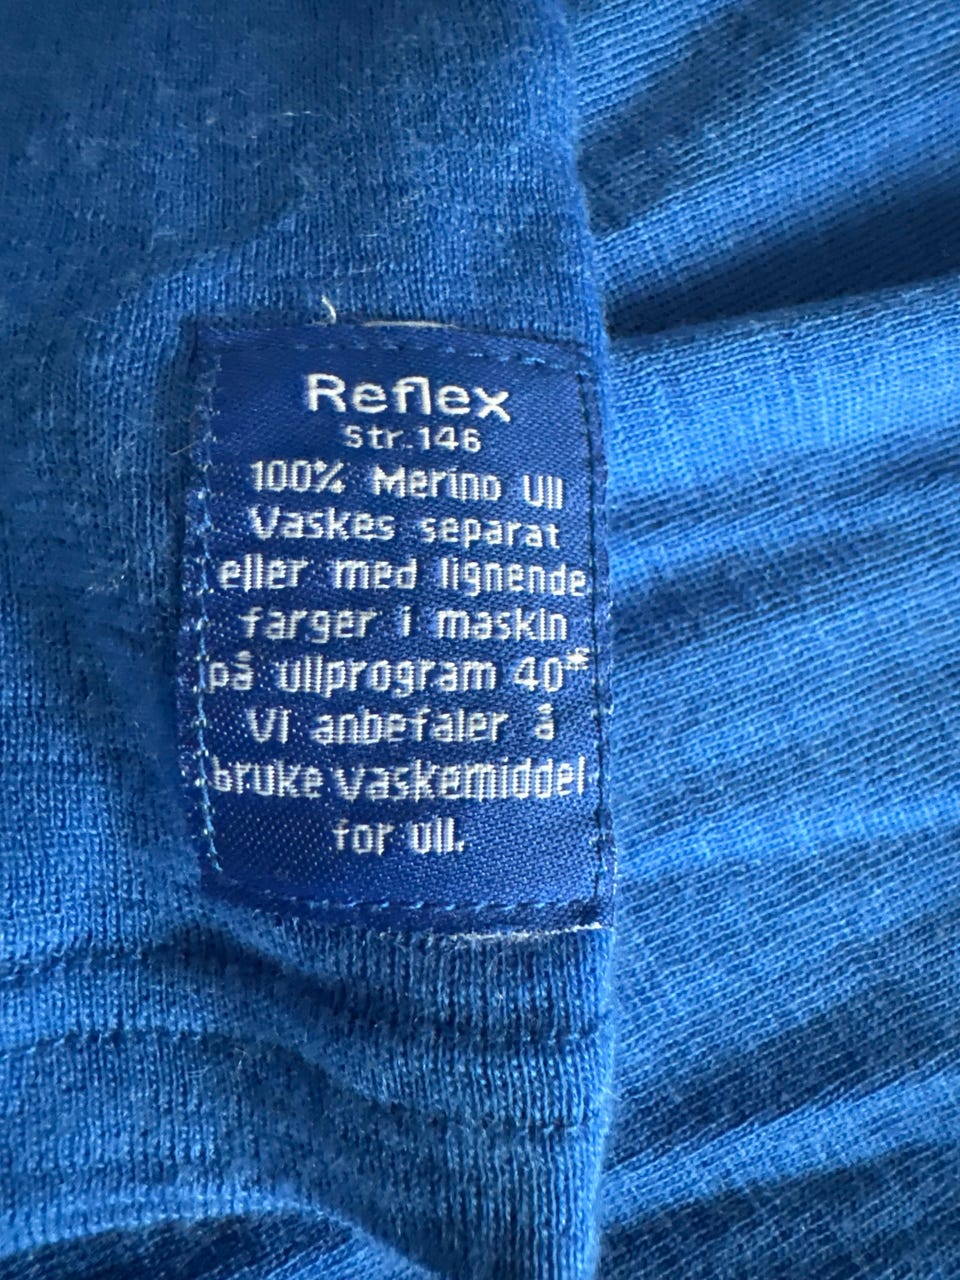 Reflex
Str.146
100% Merino Ull
Vaskes separat
eller med lignende
farger i maskin
på ullprogram 40°
Vi anbefaler å
bruke vaskemiddel
for ull.